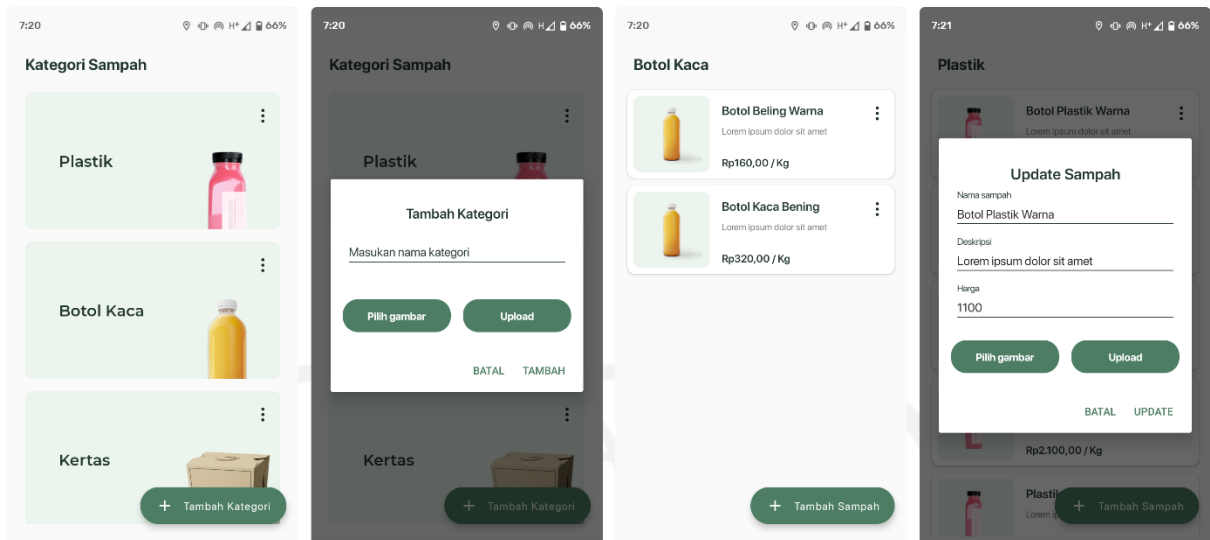 7:20
H+ 66%
Kategori Sampah
Plastik
Botol Kaca
Kertas
+ Tambah Kategori
7:20
H 66%
Kategori Sampah
Plastik
Tambah Kategori
Masukan nama kategori
Pilih gambar Upload
BATAL TAMBAH
Kertas
+ Tambah Kategori
7:20
H+ 66%
Botol Kaca
Botol Beling Warna
Lorem ipsum dolor sit amet
Rp160,00 / Kg
Botol Kaca Bening
Lorem ipsum dolor sit amet
Rp320,00 / Kg
+ Tambah Sampah
7:21
H+ 66%
Plastik
Botol Plastik Warna
Lorem ipsum dolor sit amet
Update Sampah
Nama sampah
Botol Plastik Warna
Deskripsi
Lorem ipsum dolor sit amet
Harga
1100
Pilih gambar Upload
BATAL UPDATE
Rp2.100,00 / Kg
Plastik
Lorem
+ Tambah Sampah